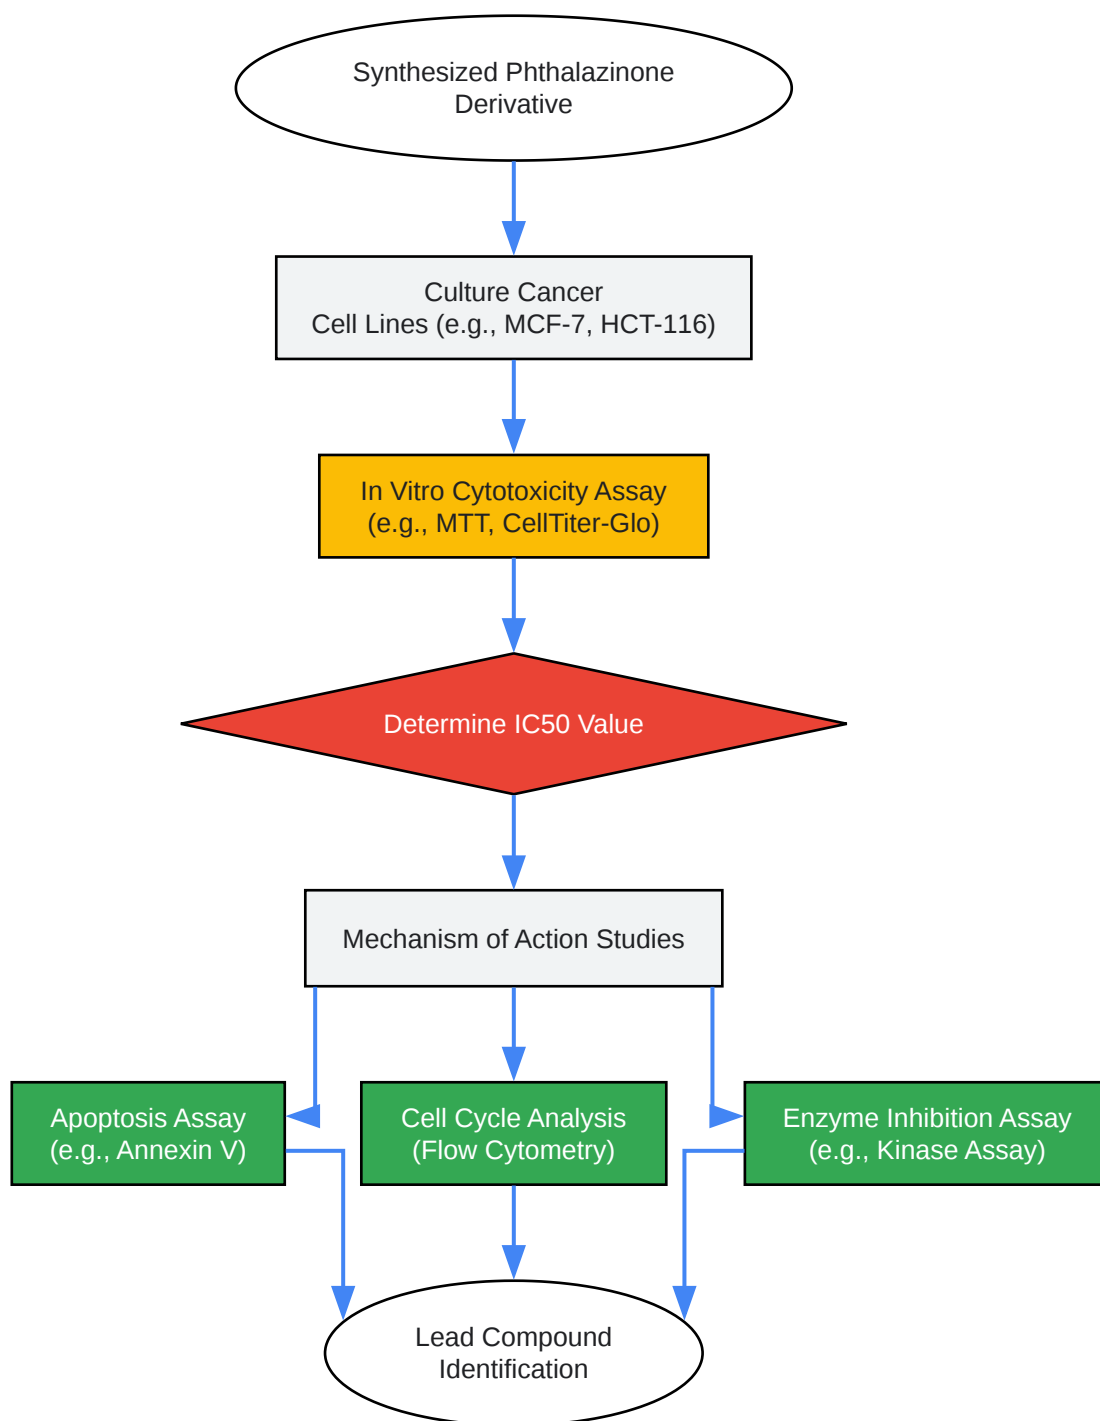 Synthesized Phthalazinone
Derivative
Culture Cancer
Cell Lines (e.g., MCF-7, HCT-116)
In Vitro Cytotoxicity Assay
(e.g., MTT, CellTiter-Glo)
Determine IC50 Value
Mechanism of Action Studies
Apoptosis Assay
(e.g., Annexin V)
Cell Cycle Analysis
(Flow Cytometry)
Enzyme Inhibition Assay
(e.g., Kinase Assay)
Lead Compound
Identification